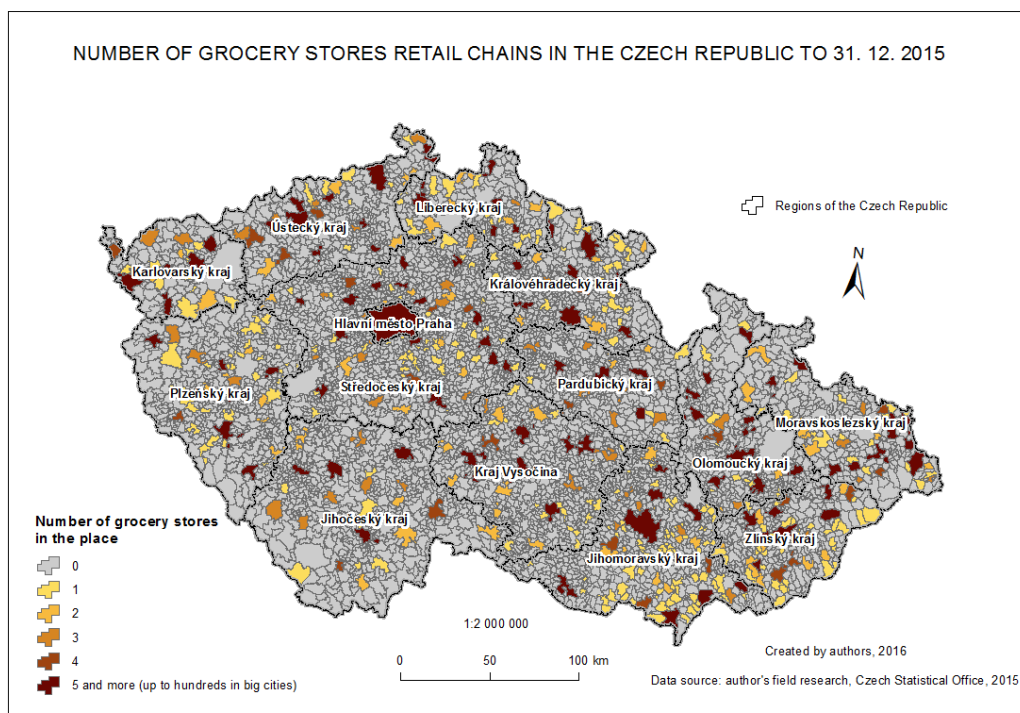 NUMBER OF GROCERY STORES RETAIL CHAINS IN THE CZECH REPUBLIC TO 31. 12. 2015
Liberecký kraj
Regions of the Czech Republic
Ústecký kraj
N
Karlovarský kraj
Královéhradecký kraj
Hlavní město Praha
Plzeňský kraj
Středočeský kraj
Pardubický kraj
Moravskoslezský kraj
Olomoucký kraj
Kraj Vysočina
Jihočeský kraj
Zlínský kraj
Jihomoravský kraj
Number of grocery stores
in the place
0
1
2
3
4
5 and more (up to hundreds in big cities)
1:2 000 000
0 50 100 km
Created by authors, 2016
Data source: author's field research, Czech Statistical Office, 2015